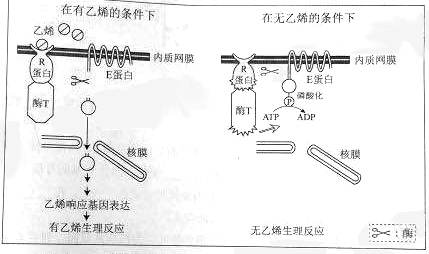 在有乙烯的条件下
乙烯
内质网膜
R
蛋白
E蛋白
酶T
核膜
乙烯响应基因表达
有乙烯生理反应
在无乙烯的条件下
内质网膜
R
蛋白
E蛋白
酶T
P
磷酸化
ATP
ADP
核膜
无乙烯生理反应
:酶